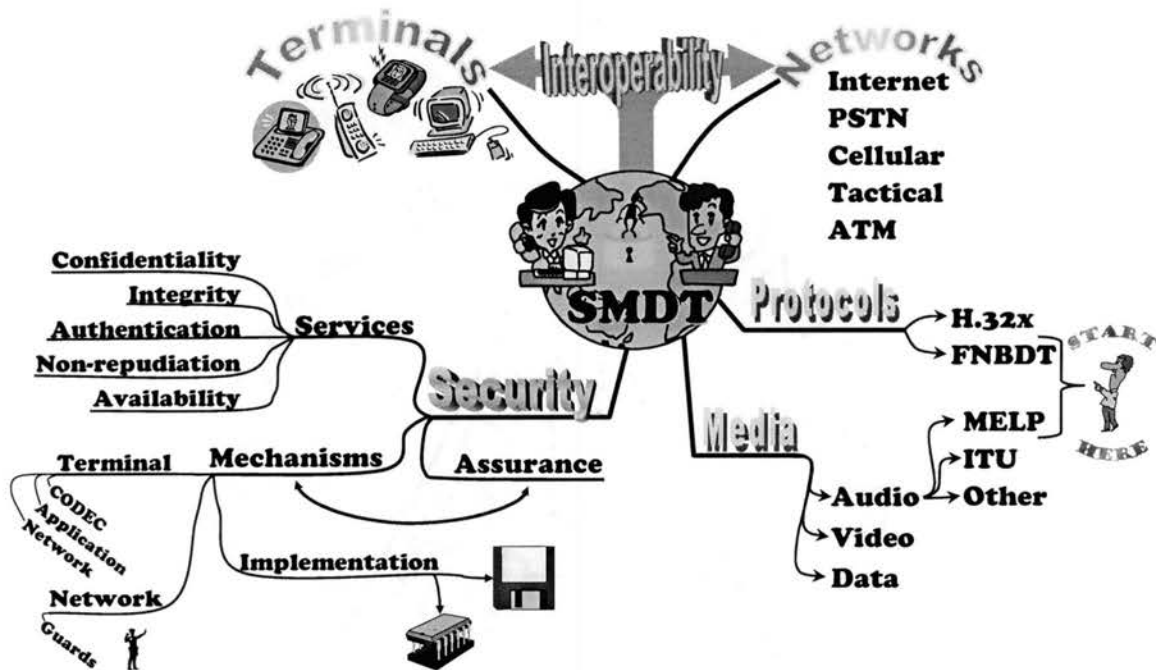 Terminals
Interoperability
Networks
Internet
PSTN
Cellular
Tactical
ATM
SMDT
Protocols
H.32x
FNBDT
START
HERE
Media
MELP
ITU
Other
Audio
Video
Data
Security
Services
Confidentiality
Integrity
Authentication
Non-repudiation
Availability
Mechanisms
Assurance
Terminal
CODEC
Application
Network
Implementation
Network
Guards